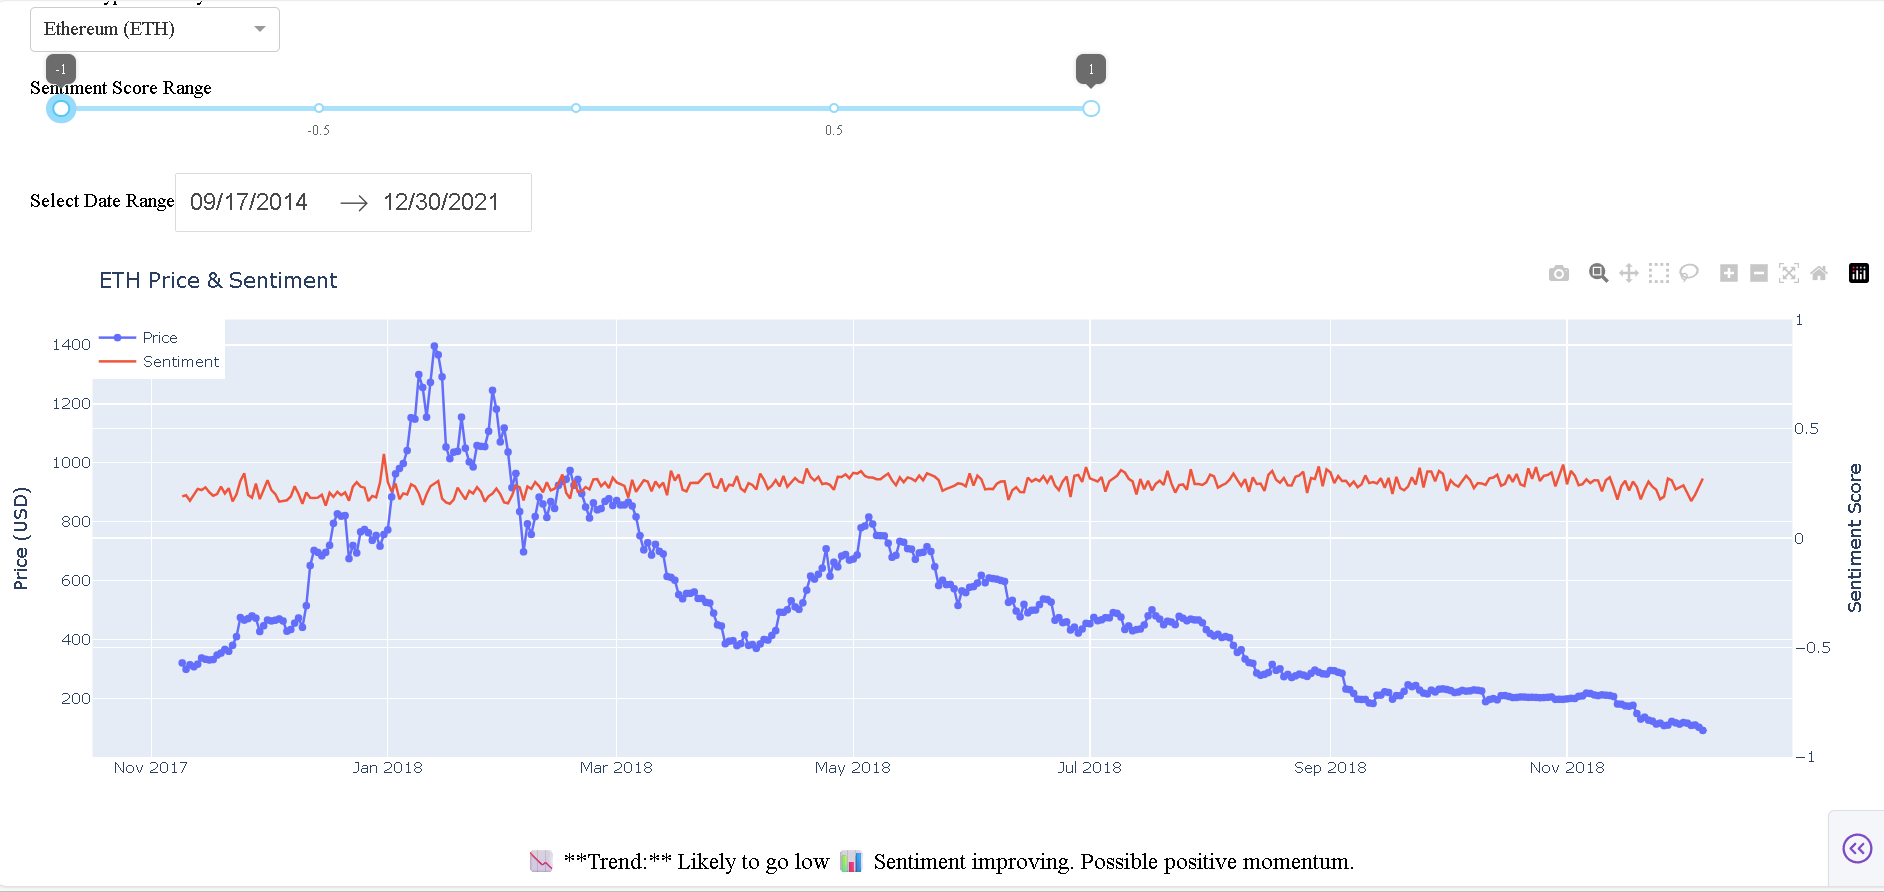 Ethereum (ETH)
-1
1
Sentiment Score Range
-0.5
0.5
Select Date Range
09/17/2014 → 12/30/2021
ETH Price & Sentiment
Price
Sentiment
1400
1200
1000
800
600
400
200
Price (USD)
1
0.5
0
−0.5
−1
Sentiment Score
Nov 2017
Jan 2018
Mar 2018
May 2018
Jul 2018
Sep 2018
Nov 2018
**Trend:** Likely to go low Sentiment improving. Possible positive momentum.